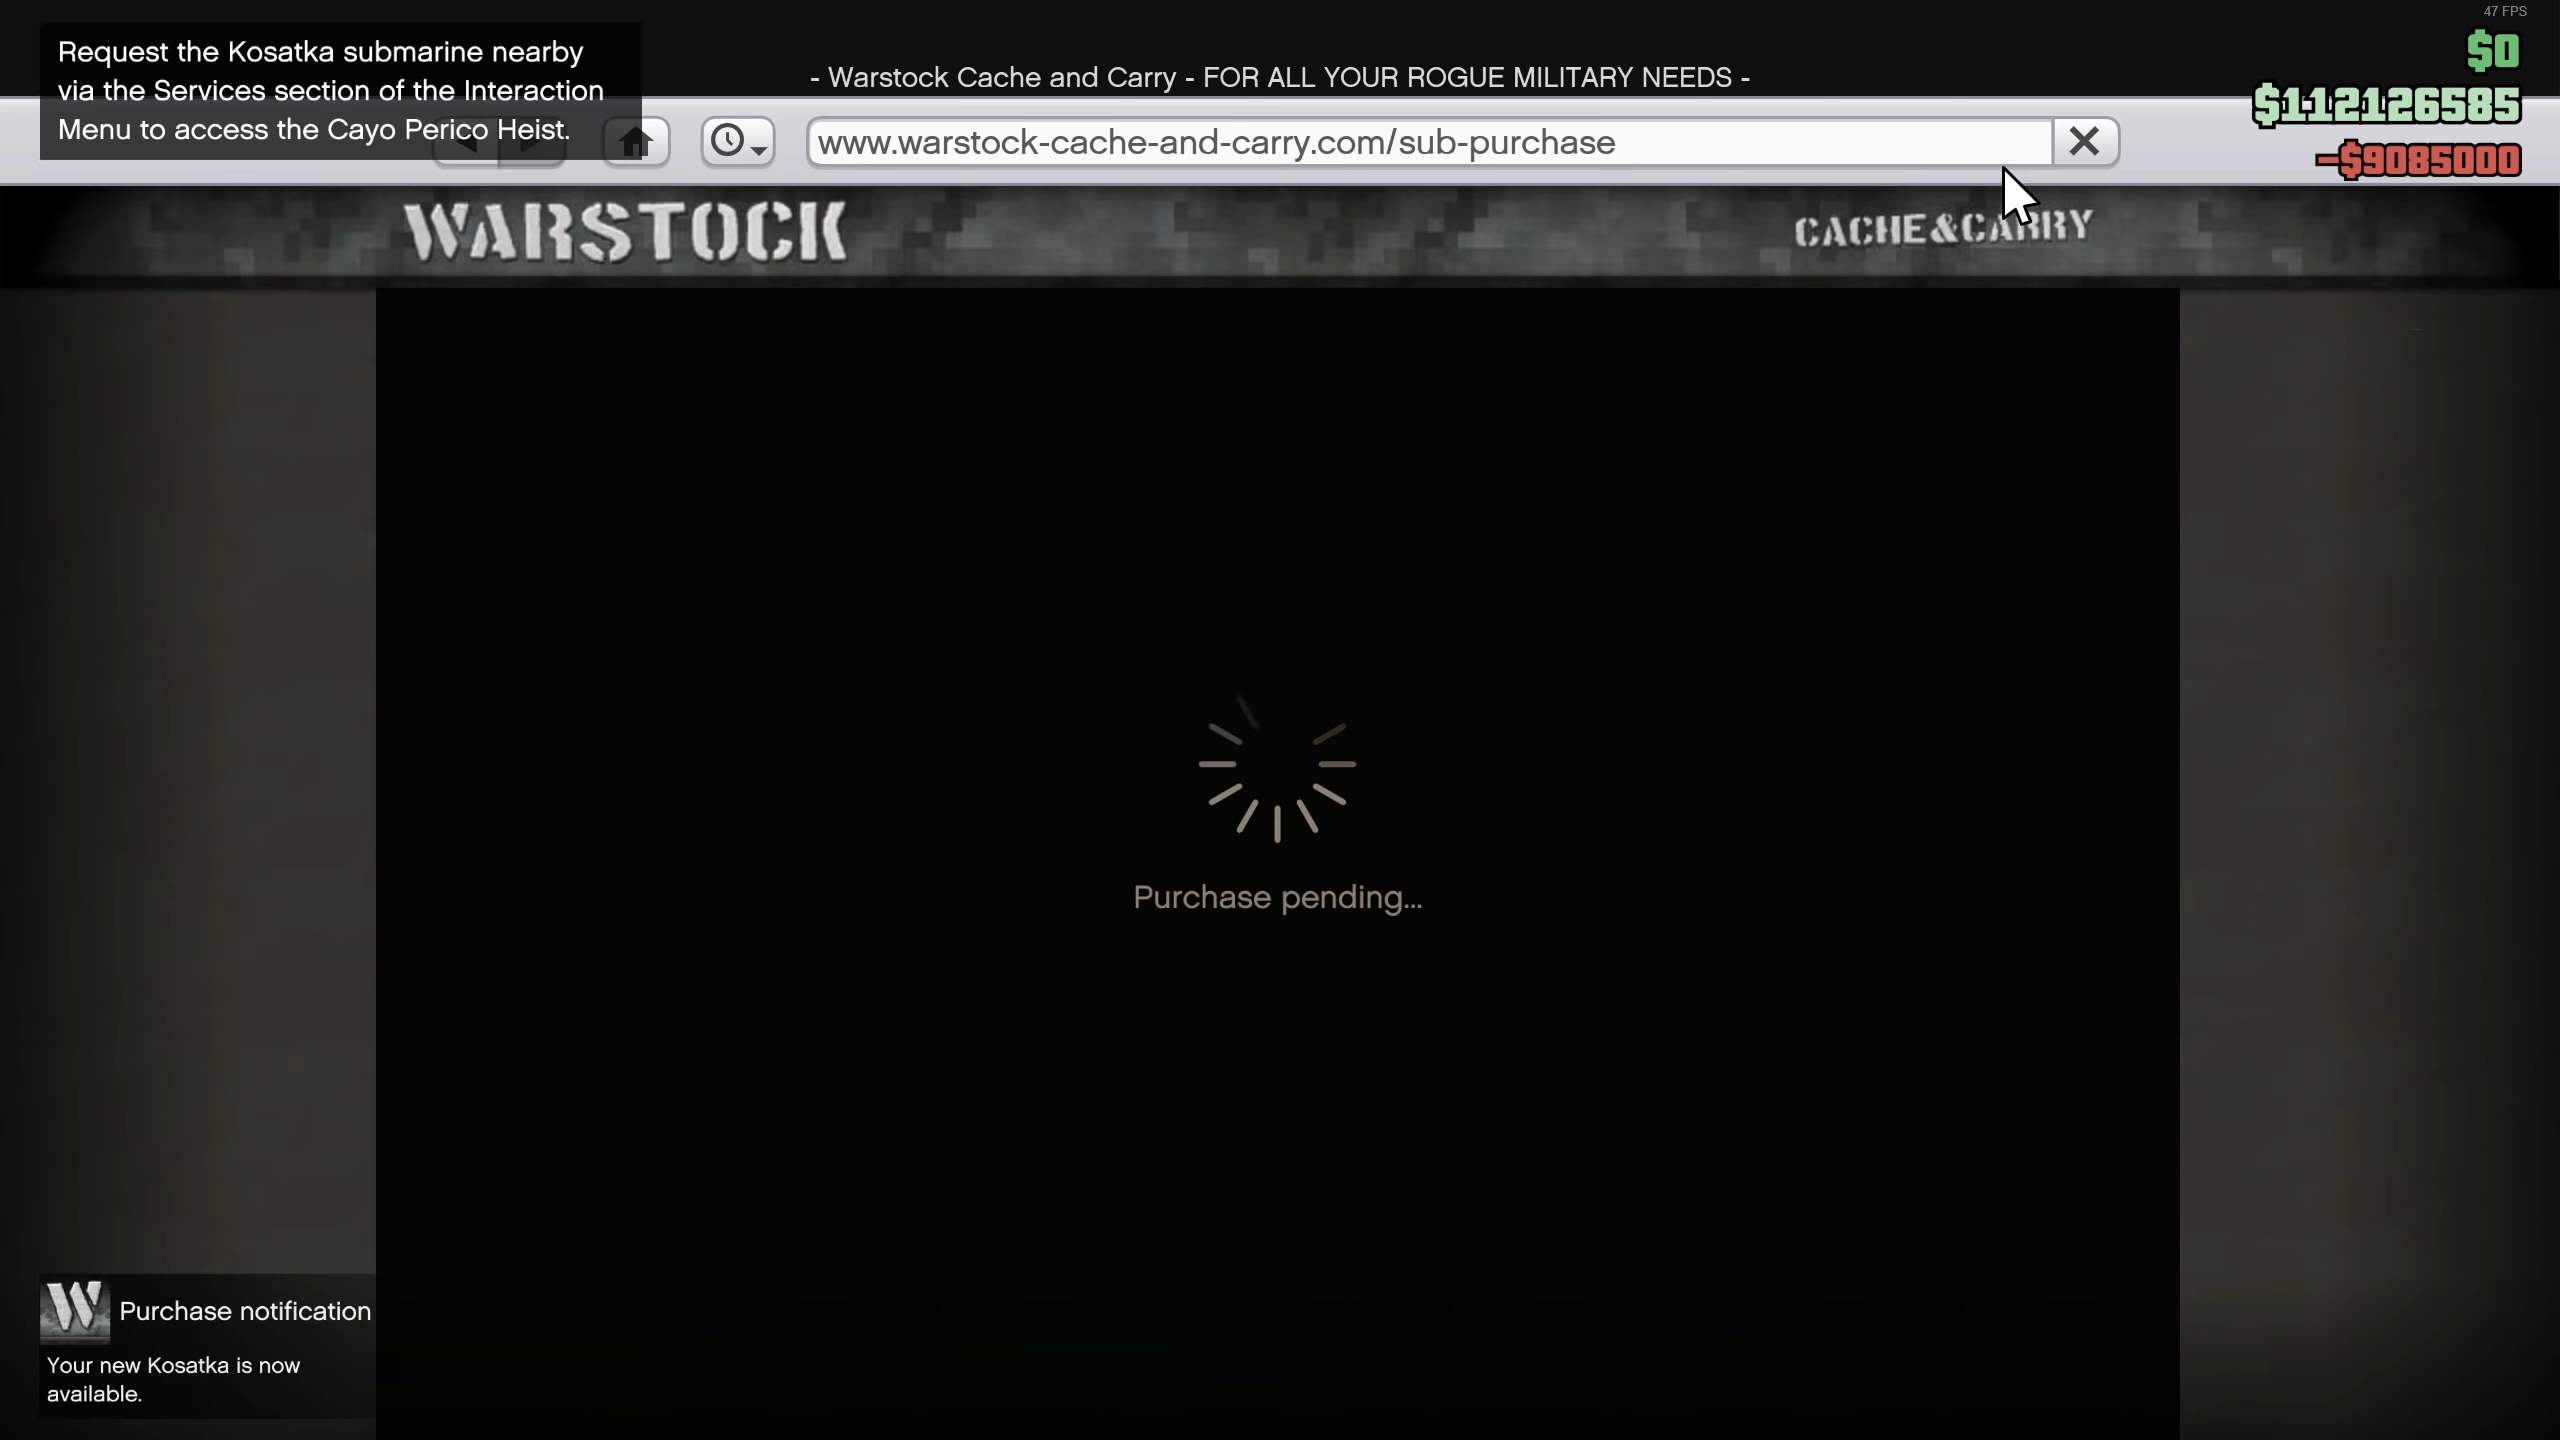 47 FPS
Request the Kosatka submarine nearby
via the Services section of the Interaction
Menu to access the Cayo Perico Heist.
$0
- Warstock Cache and Carry - FOR ALL YOUR ROGUE MILITARY NEEDS -
$112126585
www.warstock-cache-and-carry.com/sub-purchase
-$9085000
WARSTOCK
CACHE&CARRY
Purchase pending...
W
Purchase notification
Your new Kosatka is now
available.